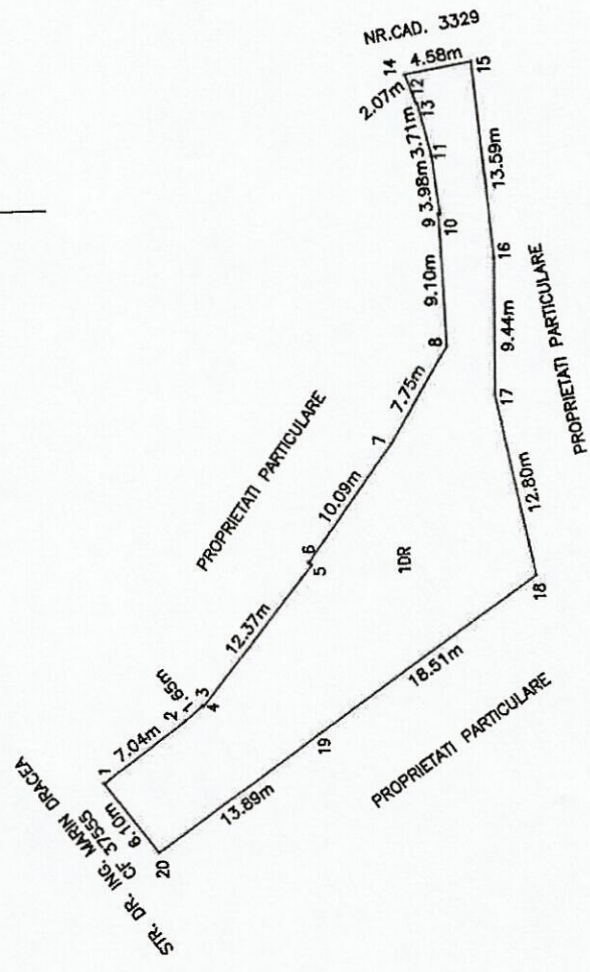 NR.CAD. 3329
14
4.58m
15
2.07m
12
13
3.71m
11
3.98m
9
10
13.59m
9.10m
16
8
9.44m
PROPRIETATI PARTICULARE
7.75m
17
7
PROPRIETATI PARTICULARE
10.09m
12.80m
6
5
1DR
18
12.37m
18.51m
1.65m
3
4
2
PROPRIETATI PARTICULARE
7.04m
19
1
13.89m
STR. DR. ING. MARIN DRACEA
CF 37555
6.10m
20